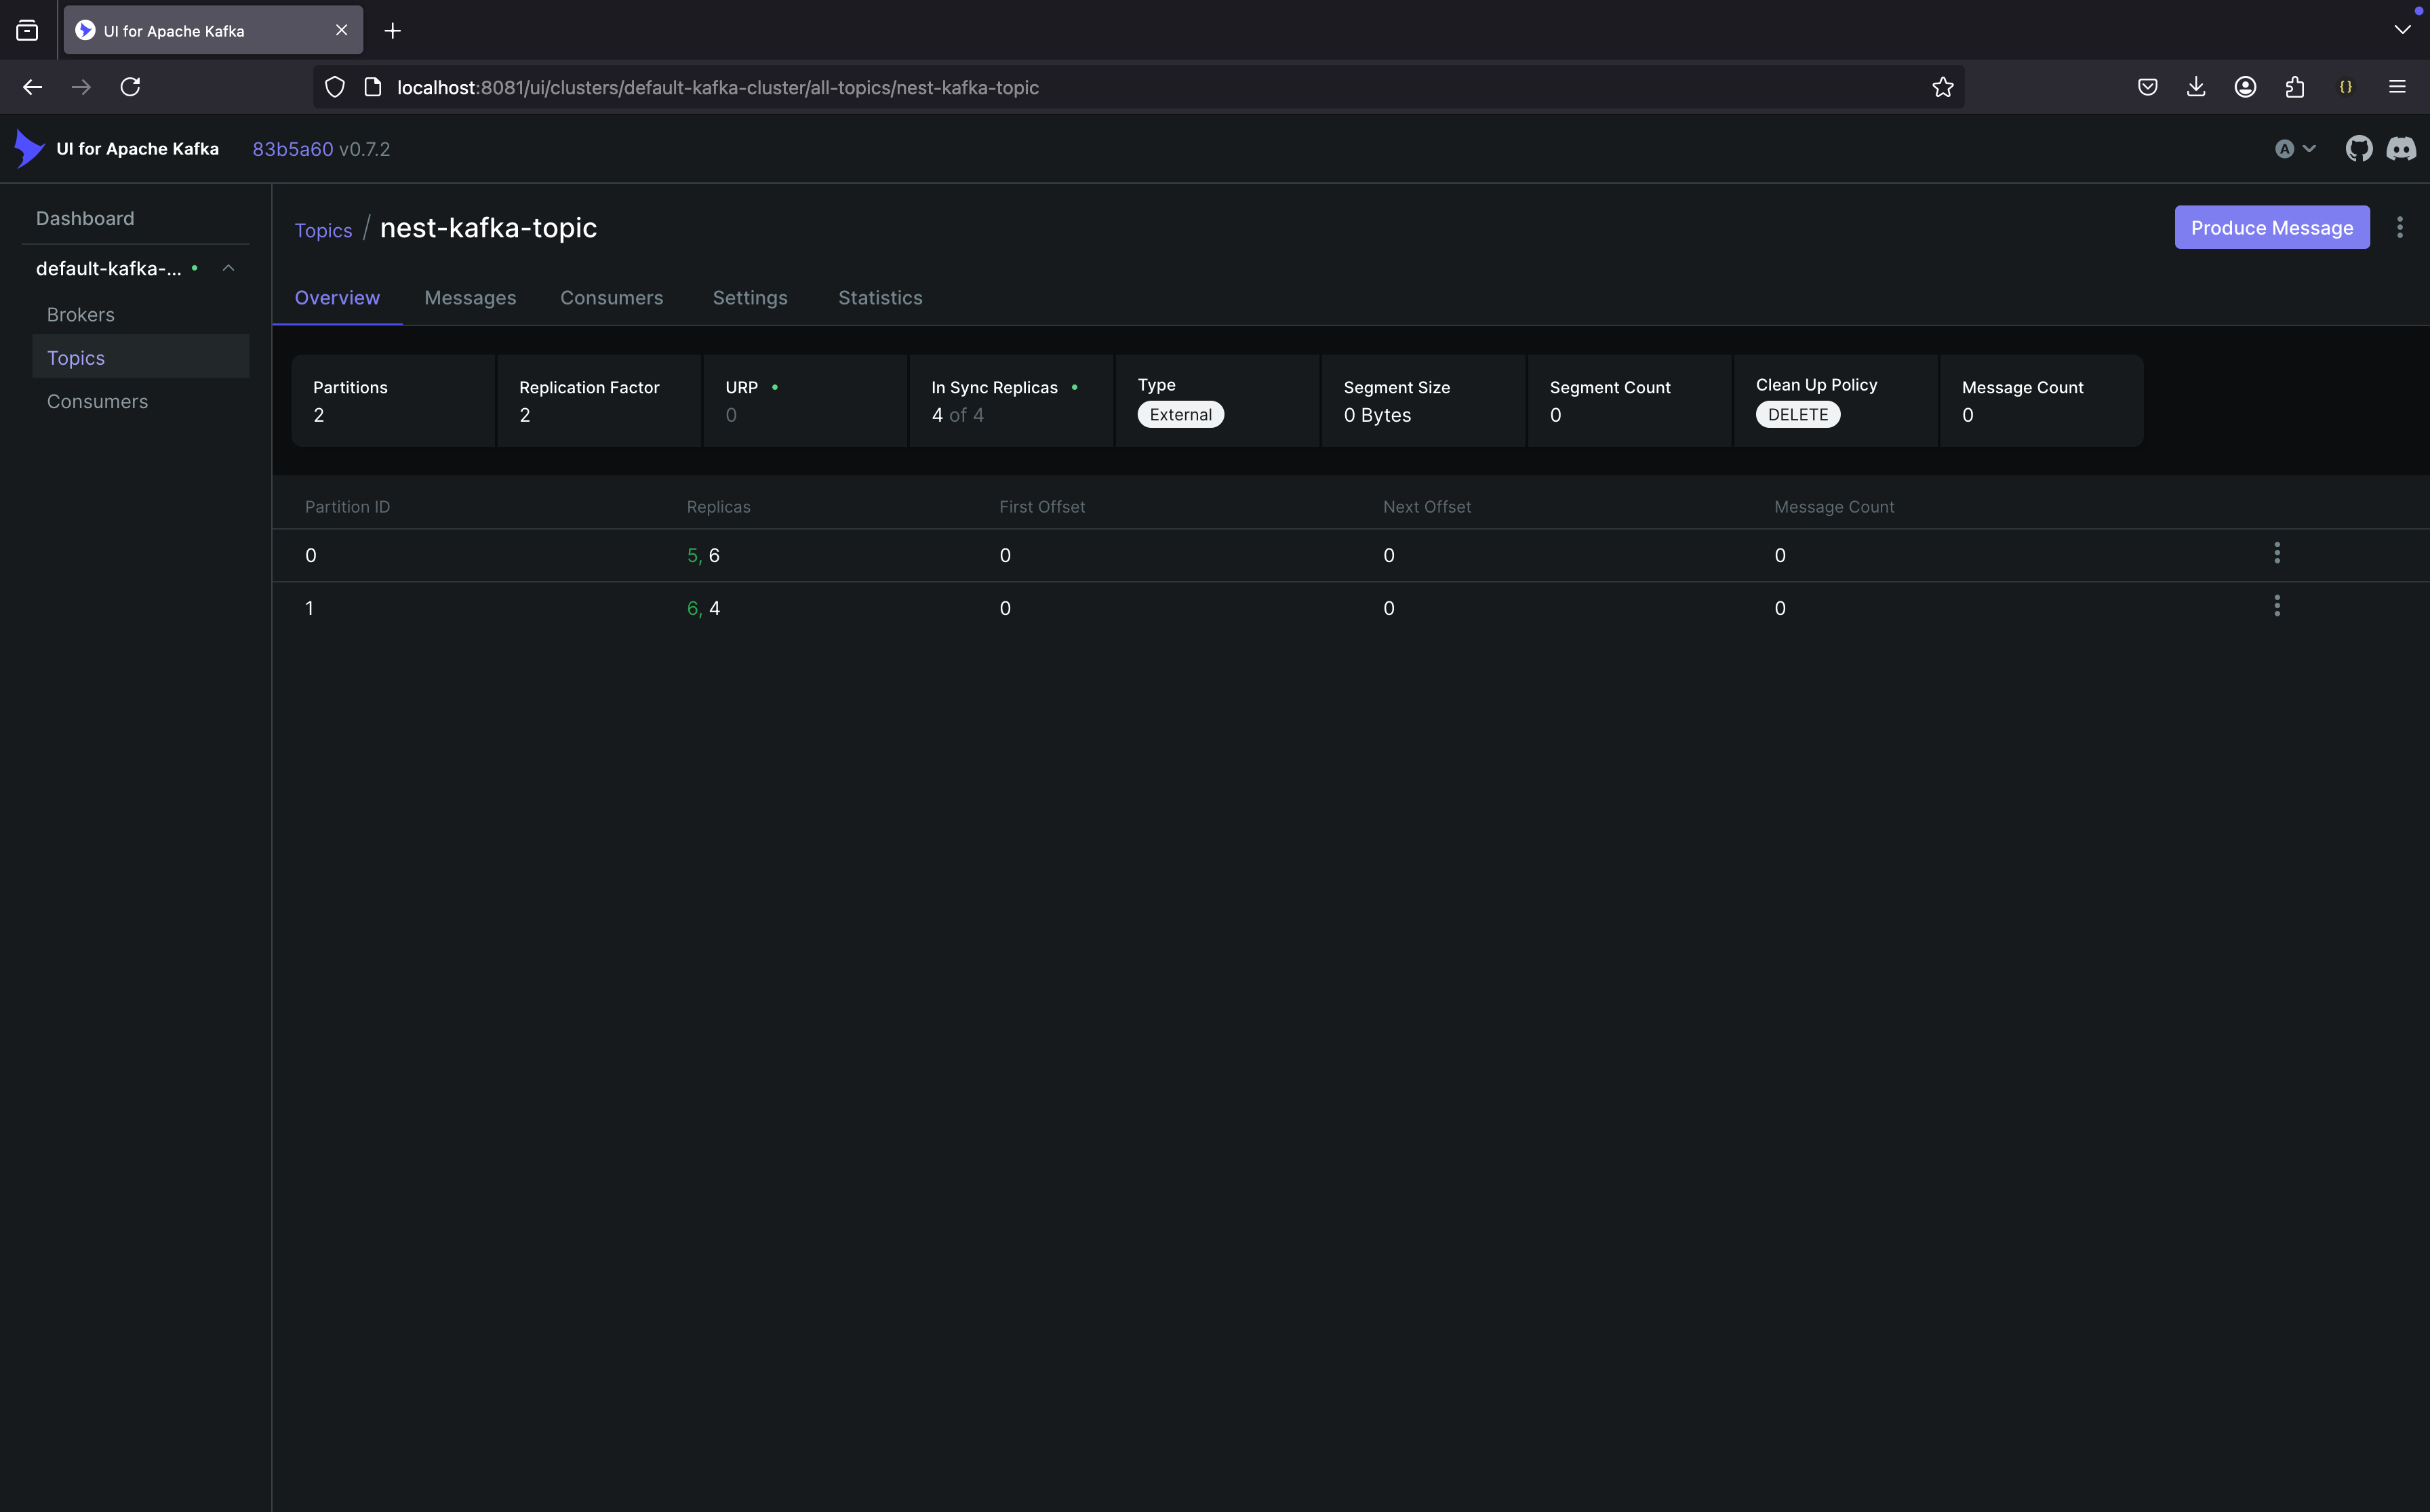 UI for Apache Kafka
localhost:8081/ui/clusters/default-kafka-cluster/all-topics/nest-kafka-topic
{}
UI for Apache Kafka 83b5a60 v0.7.2
A
Dashboard
default-kafka-...
Brokers
Topics
Consumers
Topics / nest-kafka-topic
Produce Message
Overview Messages Consumers Settings Statistics
Partitions
2
Replication Factor
2
URP
0
In Sync Replicas
4 of 4
Type
External
Segment Size
0 Bytes
Segment Count
0
Clean Up Policy
DELETE
Message Count
0
Partition ID Replicas First Offset Next Offset Message Count
0 5, 6 0 0 0
1 6, 4 0 0 0